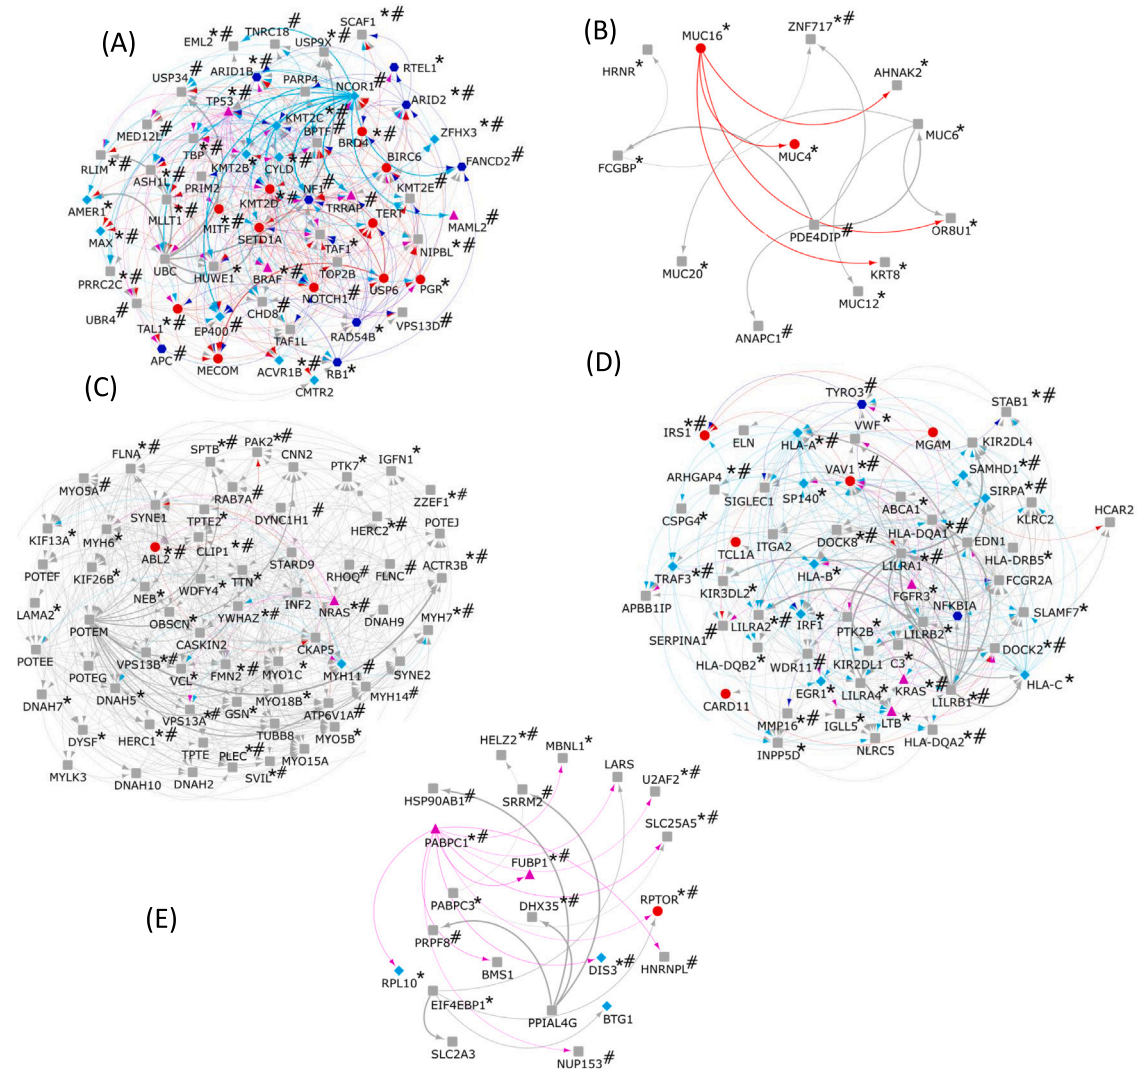 (A)
SCAF1 *#
TNRC18 #
EML2 *#
USP9X #
USP34 #
ARID1B *#
PARP4
NCOR1 #
RTEL1 *
TP53 *#
KMT2C *#
ARID2 *#
MED12L #
BPTF #
BRD4 *#
ZFHX3 *#
TBP *#
RLIM *#
KMT2B *
CYLD *#
BIRC6
FANCD2 #
ASH1L
PRIM2
KMT2E #
AMER1 *
MLLT1
KMT2D *#
NF1 #
TRRAP #
TERT
MAML2 #
MAX *#
MITF *#
SETD1A
TAF1 *
NIPBL *#
UBC
HUWE1 *
BRAF *#
TOP2B
PRRC2C *#
NOTCH1 #
USP6
PGR *
UBR4 #
TAL1 *#
EP400 #
CHD8 #
VPS13D #
TAF1L
RAD54B *
APC #
MECOM
ACVR1B *#
RB1 *
CMTR2
(B)
MUC16 *
ZNF717 *#
HRNR *
AHNAK2 *
MUC6 *
MUC4 *
FCGBP *
PDE4DIP #
OR8U1 *
MUC20 *
KRT8 *
MUC12 *
ANAPC1 #
(C)
FLNA *#
SPTB *#
PAK2 *#
CNN2
PTK7 *
IGFN1 *
MYO5A #
RAB7A #
ZZEF1 *#
SYNE1
TPTE2 *
DYNC1H1 #
HERC2 *#
POTEJ
KIF13A *
MYH6 *
ABL2 *#
CLIP1 *#
POTEF
KIF26B *
STARD9
RHOQ #
FLNC #
ACTR3B *#
NEB *
WDFY4 *
TTN *
LAMA2 *
OBSCN *
YWHAZ *#
INF2
NRAS *#
DNAH9
MYH7 *#
POTEM
CASKIN2
POTEE
VPS13B *#
CKAP5
POTEG
VCL *
FMN2 *#
MYO1C *
MYH11 #
SYNE2
DNAH7 *
DNAH5 *
MYO18B *
MYH14 #
VPS13A *#
GSN *
ATP6V1A #
DYSF *
HERC1 *#
TUBB8
MYO5B *
TPTE
PLEC *#
MYO15A
MYLK3
DNAH10
DNAH2
SVIL *#
(D)
TYRO3 #
STAB1 *#
IRS1 *#
ELN
HLA-A *#
VWF *
MGAM
KIR2DL4
ARHGAP4 *#
VAV1 *#
SAMHD1 *#
SIGLEC1
SP140 *
SIRPA *#
CSPG4 *
ABCA1 *
KLRC2
HCAR2
ITGA2
DOCK8 *#
HLA-DQA1 *#
EDN1
TCL1A
LILRA1 *#
HLA-DRB5 *
TRAF3 *#
KIR3DL2 *
HLA-B *
FCGR2A
APBB1IP
FGFR3 *
NFKBIA
LILRA2 *#
IRF1 *
SLAMF7 *
SERPINA1 #
PTK2B *
LILRB2 *
HLA-DQB2 *
WDR11 #
KIR2DL1
C3 *
DOCK2 *#
EGR1 *
LILRA4 *
KRAS *#
LILRB1 *#
HLA-C *
CARD11
MMP16 *#
IGLL5 *
LTB *
INPP5D *
NLRC5
HLA-DQA2 *#
(E)
HELZ2 *#
MBNL1 *
LARS
HSP90AB1 #
SRRM2 #
U2AF2 *#
PABPC1 *#
SLC25A5 *#
FUBP1 *#
PABPC3 *
DHX35 *#
RPTOR *#
PRPF8 #
RPL10 *
BMS1
DIS3 *#
HNRNPL #
EIF4EBP1 *
PPIAL4G
BTG1
SLC2A3
NUP153 #